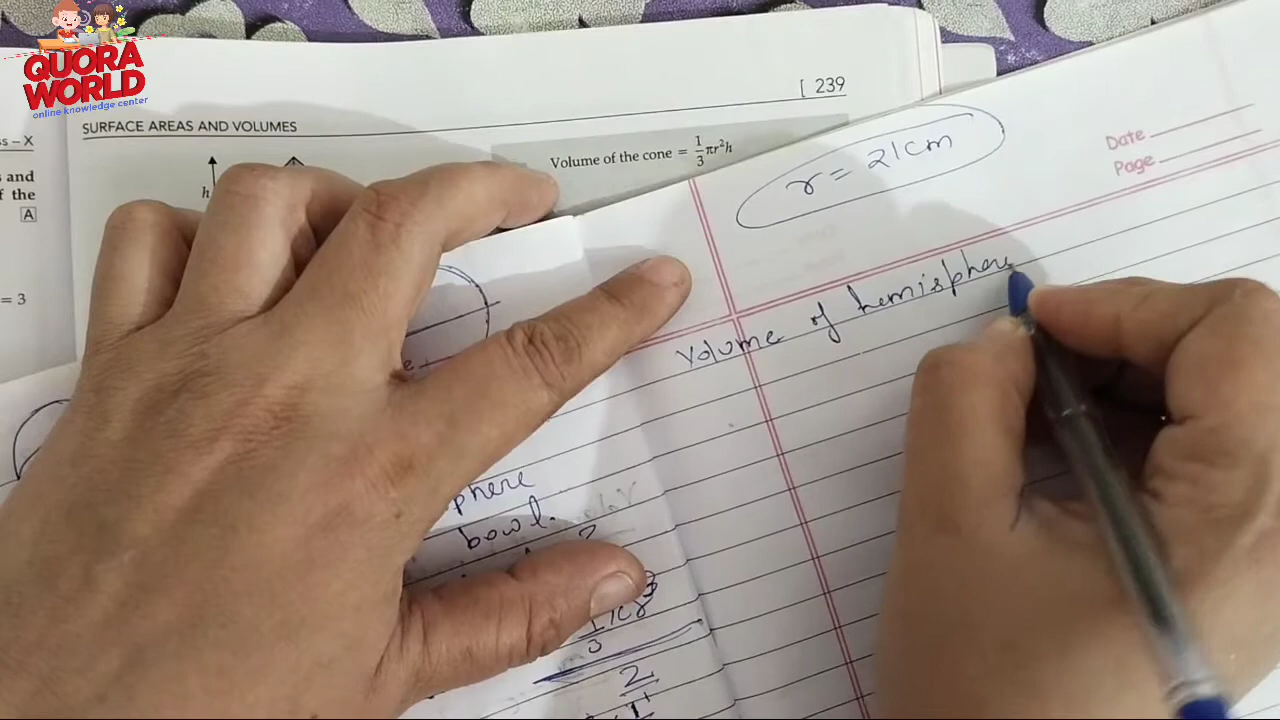 QUORA
WORLD
online knowledge center
[ 239
SURFACE AREAS AND VOLUMES
ss – X
s and
f the
A
= 3
h
Volume of the cone = 1/3 πr²h
r = 21cm
Date
Page
Volume of hemisphere
e
phere
bowl.
2